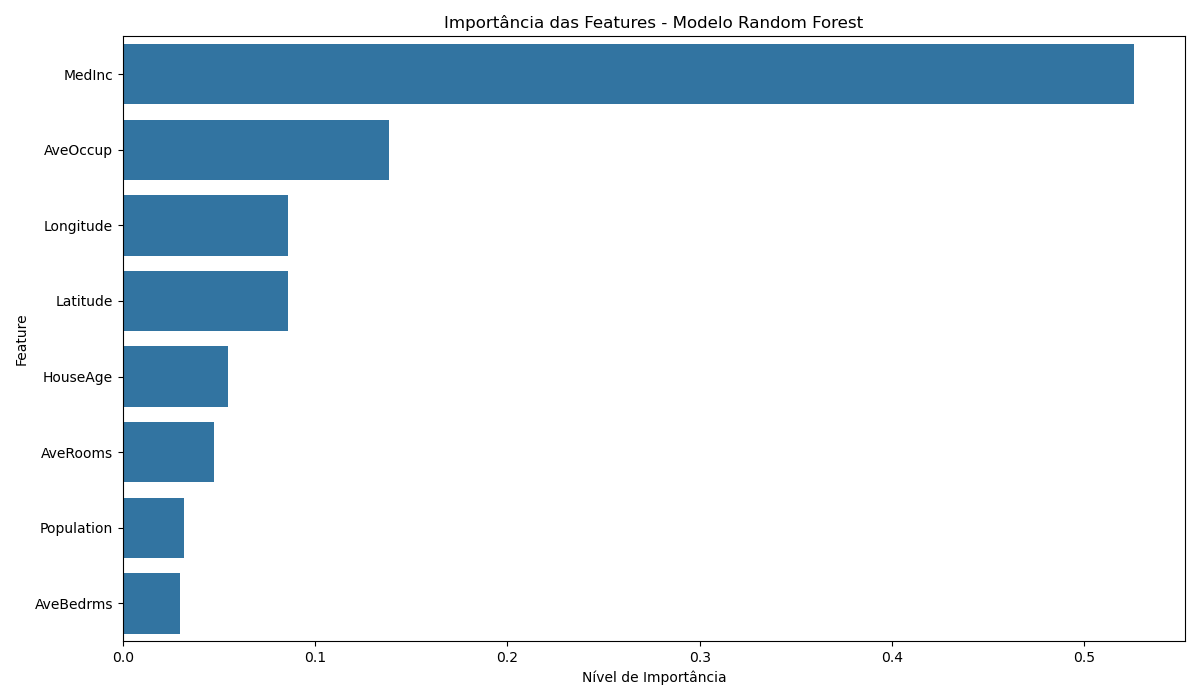 Importância das Features - Modelo Random Forest
MedInc
AveOccup
Longitude
Latitude
HouseAge
AveRooms
Population
AveBedrms
Feature
0.0 0.1 0.2 0.3 0.4 0.5
Nível de Importância